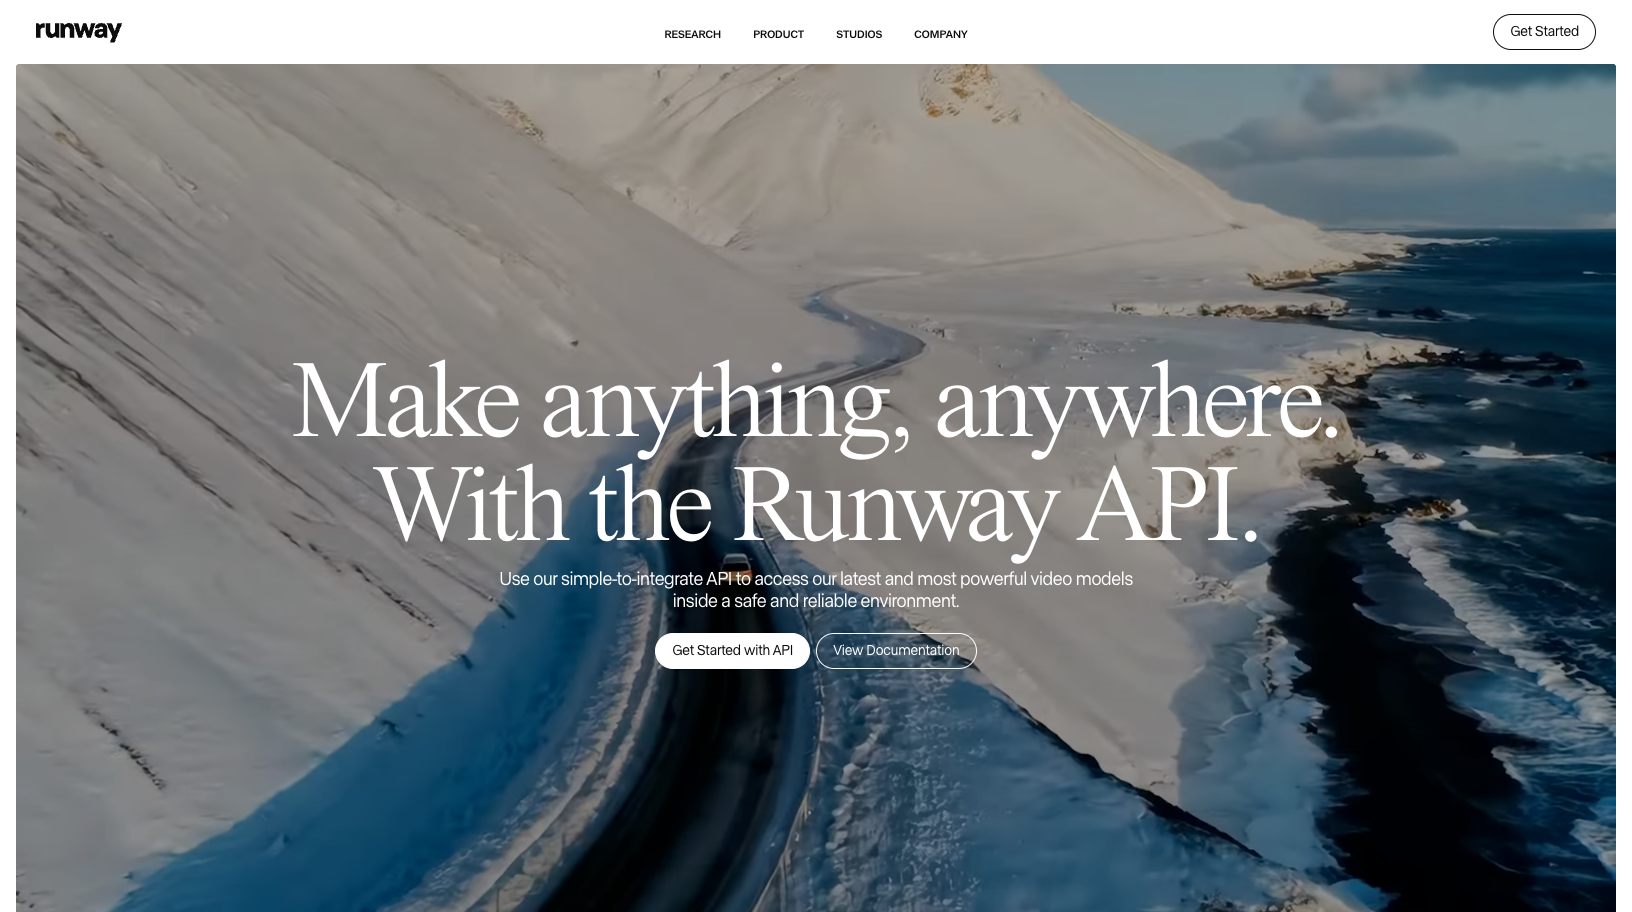 runway
RESEARCH
PRODUCT
STUDIOS
COMPANY
Get Started
Make anything, anywhere.
With the Runway API.
Use our simple-to-integrate API to access our latest and most powerful video models
inside a safe and reliable environment.
Get Started with API
View Documentation